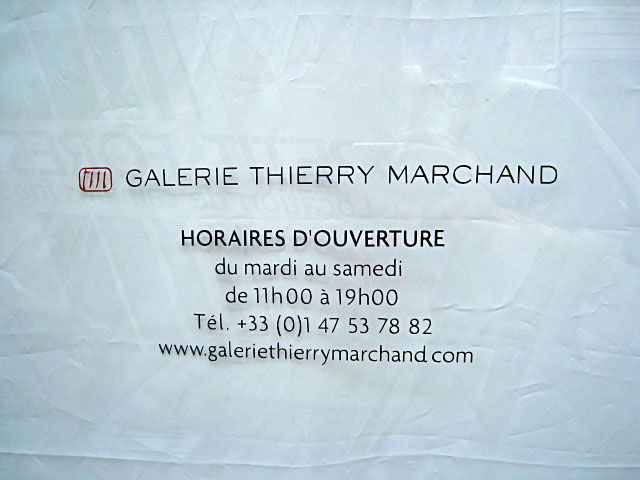 GALERIE THIERRY MARCHAND
HORAIRES D'OUVERTURE
du mardi au samedi
de 11h00 à 19h00
Tél. +33 (0)1 47 53 78 82
www.galeriethierrymarchand.com